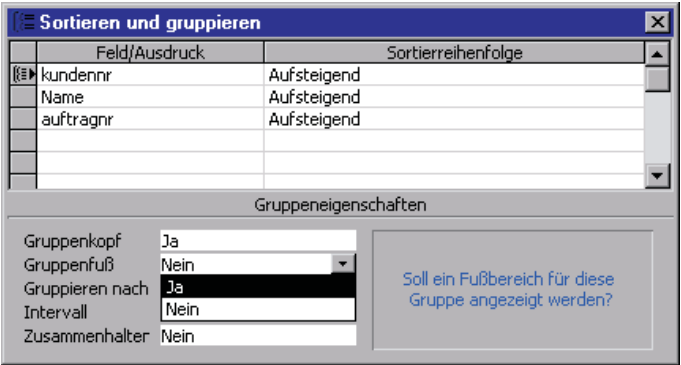 Sortieren und gruppieren
Feld/Ausdruck Sortierreihenfolge
kundennr Aufsteigend
Name Aufsteigend
auftragnr Aufsteigend
Gruppeneigenschaften
Gruppenkopf Ja
Gruppenfuß Nein
Gruppieren nach Ja
Intervall Nein
Zusammenhalter Nein
Soll ein Fußbereich für diese
Gruppe angezeigt werden?